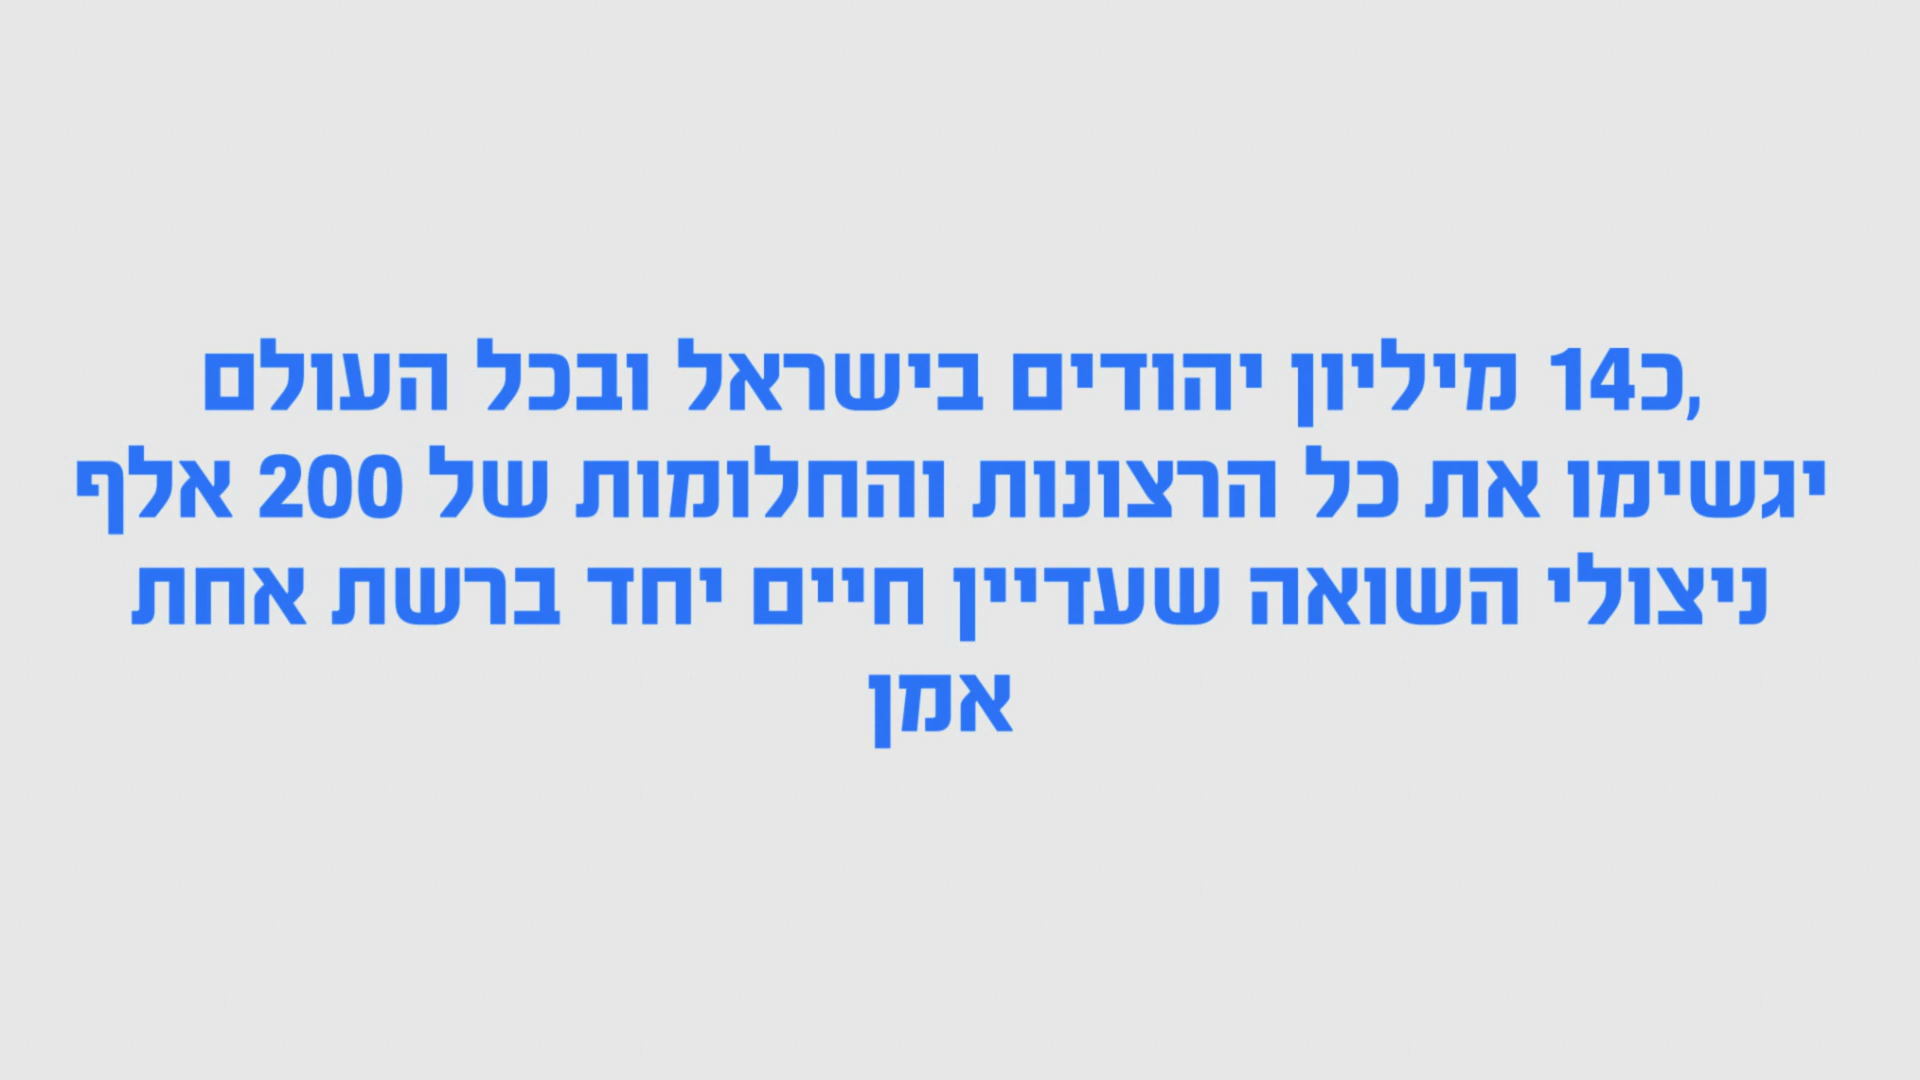 ,כ14 מיליון יהודים בישראל ובכל העולם
יגשימו את כל הרצונות והחלומות של 200 אלף
ניצולי השואה שעדיין חיים יחד ברשת אחת
אמן